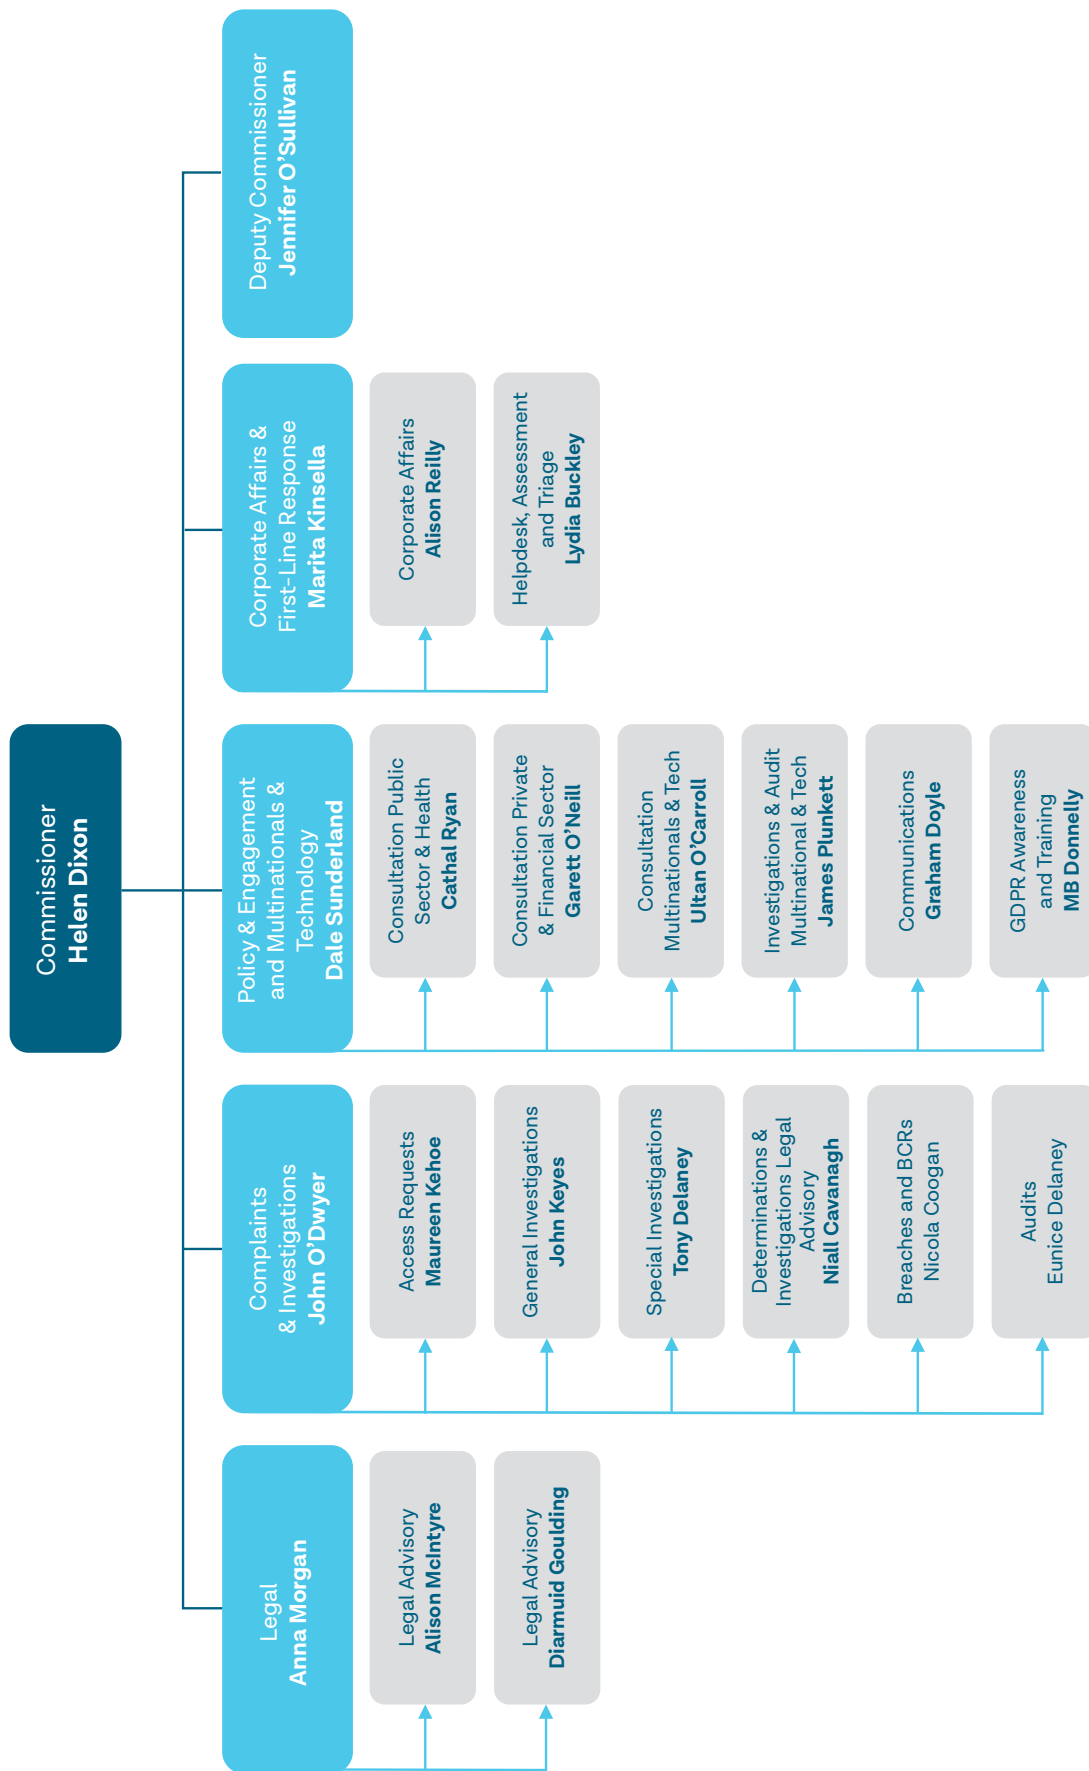 Commissioner
Helen Dixon
Legal
Anna Morgan
Legal Advisory
Alison McIntyre
Legal Advisory
Diarmuid Goulding
Complaints
& Investigations
John O’Dwyer
Access Requests
Maureen Kehoe
General Investigations
John Keyes
Special Investigations
Tony Delaney
Determinations &
Investigations Legal
Advisory
Niall Cavanagh
Breaches and BCRs
Nicola Coogan
Audits
Eunice Delaney
Policy & Engagement
and Multinationals &
Technology
Dale Sunderland
Consultation Public
Sector & Health
Cathal Ryan
Consultation Private
& Financial Sector
Garett O’Neill
Consultation
Multinationals & Tech
Ultan O’Carroll
Investigations & Audit
Multinational & Tech
James Plunkett
Communications
Graham Doyle
GDPR Awareness
and Training
MB Donnelly
Corporate Affairs &
First-Line Response
Marita Kinsella
Corporate Affairs
Alison Reilly
Helpdesk, Assessment
and Triage
Lydia Buckley
Deputy Commissioner
Jennifer O’Sullivan